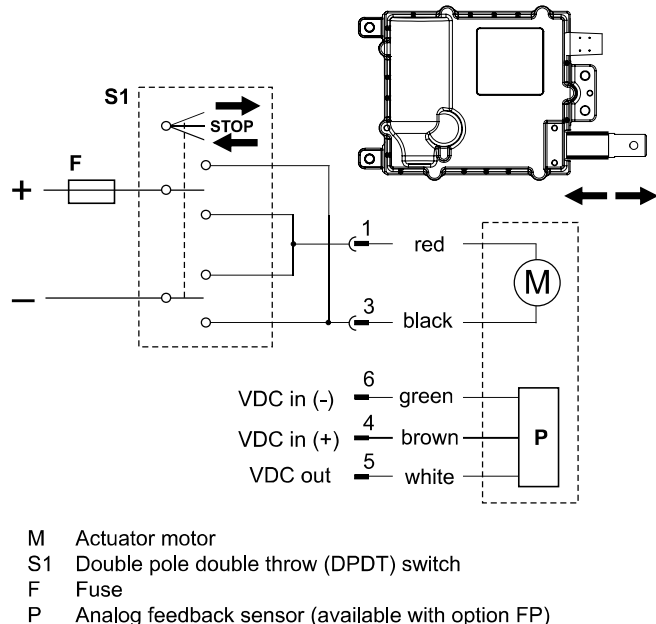 S1
STOP
F
+
–
1
red
M
3
black
6
VDC in (-)
green
4
VDC in (+)
brown
P
5
VDC out
white
M Actuator motor
S1 Double pole double throw (DPDT) switch
F Fuse
P Analog feedback sensor (available with option FP)